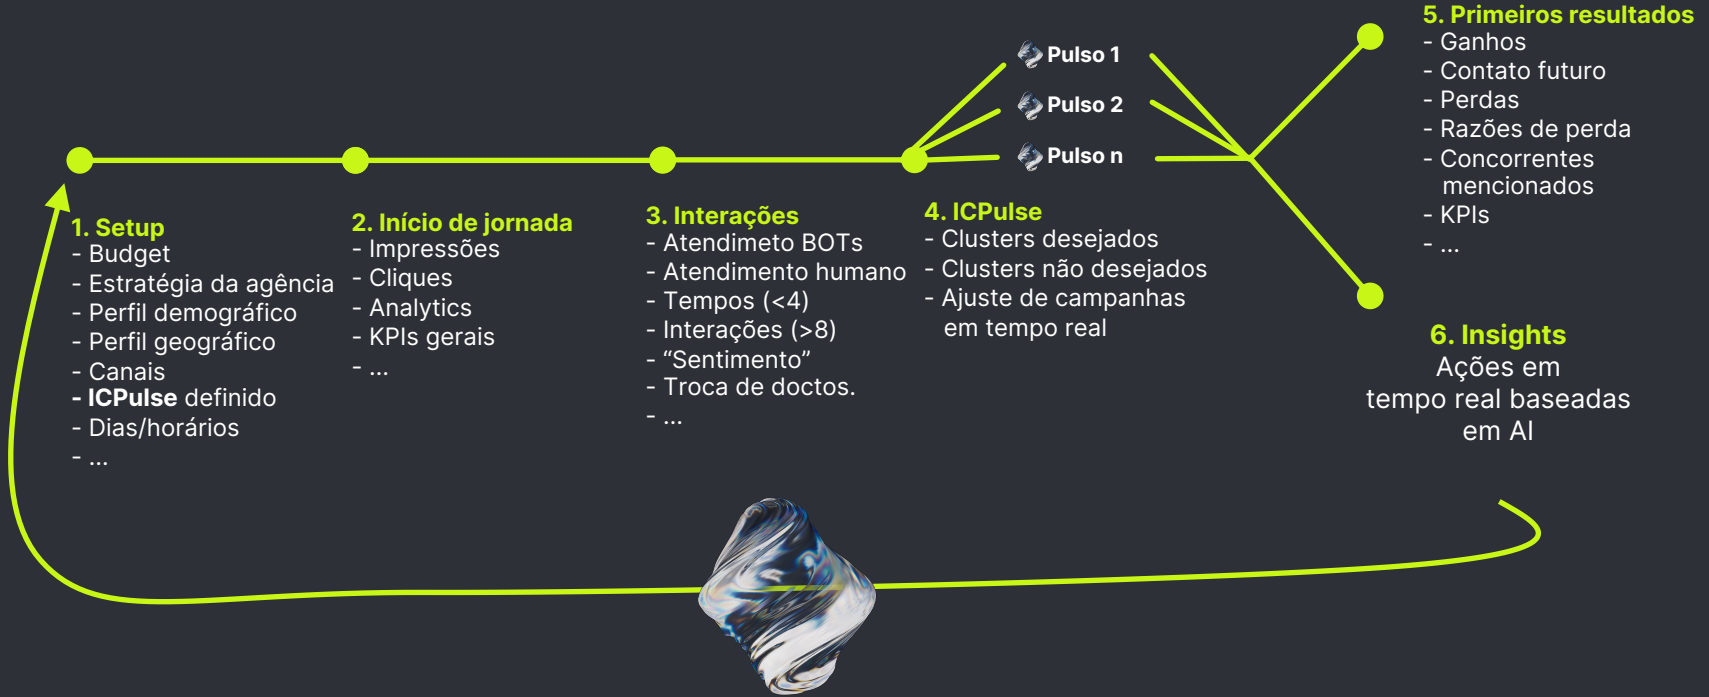 1. Setup
- Budget
- Estratégia da agência
- Perfil demográfico
- Perfil geográfico
- Canais
- ICPulse definido
- Dias/horários
- ...
2. Início de jornada
- Impressões
- Cliques
- Analytics
- KPIs gerais
- ...
3. Interações
- Atendimeto BOTs
- Atendimento humano
- Tempos (<4)
- Interações (>8)
- “Sentimento”
- Troca de doctos.
- ...
Pulso 1
Pulso 2
Pulso n
4. ICPulse
- Clusters desejados
- Clusters não desejados
- Ajuste de campanhas
em tempo real
5. Primeiros resultados
- Ganhos
- Contato futuro
- Perdas
- Razões de perda
- Concorrentes
mencionados
- KPIs
- ...
6. Insights
Ações em
tempo real baseadas
em AI